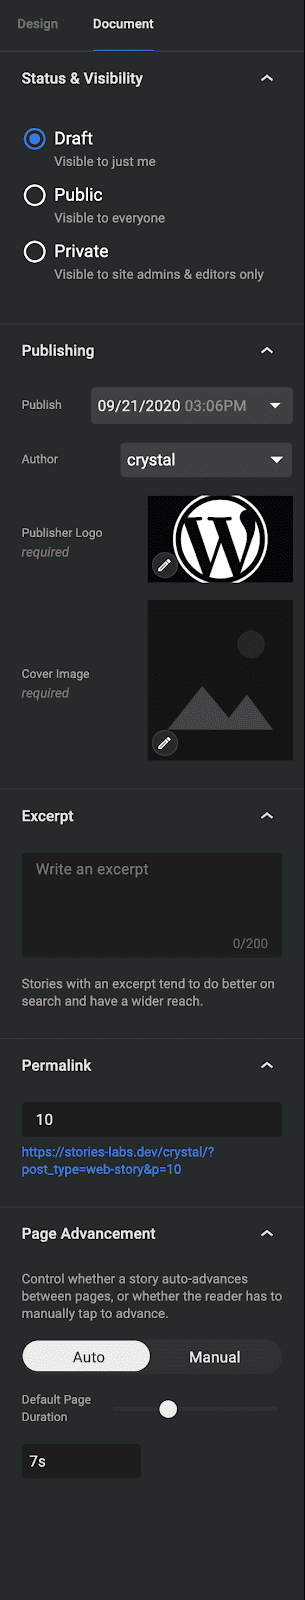 Design Document
Status & Visibility
Draft
Visible to just me
Public
Visible to everyone
Private
Visible to site admins & editors only
Publishing
Publish 09/21/2020 03:06PM
Author crystal
Publisher Logo
required
Cover Image
required
Excerpt
Write an excerpt
0/200
Stories with an excerpt tend to do better on
search and have a wider reach.
Permalink
10
https://stories-labs.dev/crystal/?
post_type=web-story&p=10
Page Advancement
Control whether a story auto-advances
between pages, or whether the reader has to
manually tap to advance.
Auto Manual
Default Page
Duration
7s